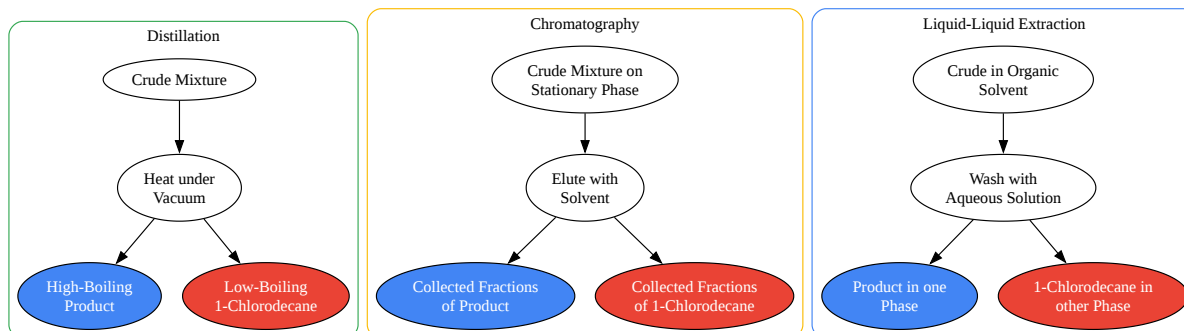 Distillation
Crude Mixture
Heat under
Vacuum
High-Boiling
Product
Low-Boiling
1-Chlorodecane
Chromatography
Crude Mixture on
Stationary Phase
Elute with
Solvent
Collected Fractions
of Product
Collected Fractions
of 1-Chlorodecane
Liquid-Liquid Extraction
Crude in Organic
Solvent
Wash with
Aqueous Solution
Product in one
Phase
1-Chlorodecane in
other Phase